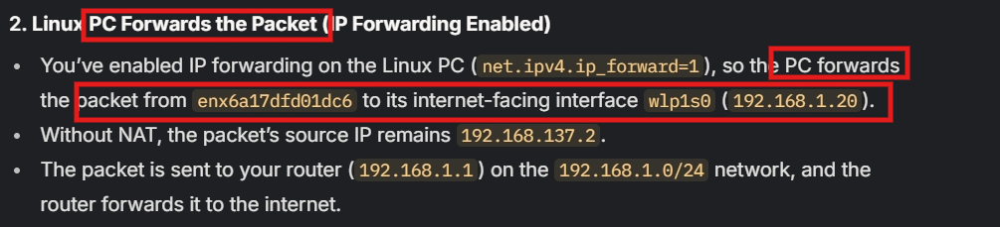 2. Linux PC Forwards the Packet (IP Forwarding Enabled)
• You’ve enabled IP forwarding on the Linux PC ( net.ipv4.ip_forward=1 ), so the PC forwards
the packet from enx6a17dfd01dc6 to its internet-facing interface wlp1s0 ( 192.168.1.20 ).
• Without NAT, the packet’s source IP remains 192.168.137.2 .
• The packet is sent to your router ( 192.168.1.1 ) on the 192.168.1.0/24 network, and the
router forwards it to the internet.